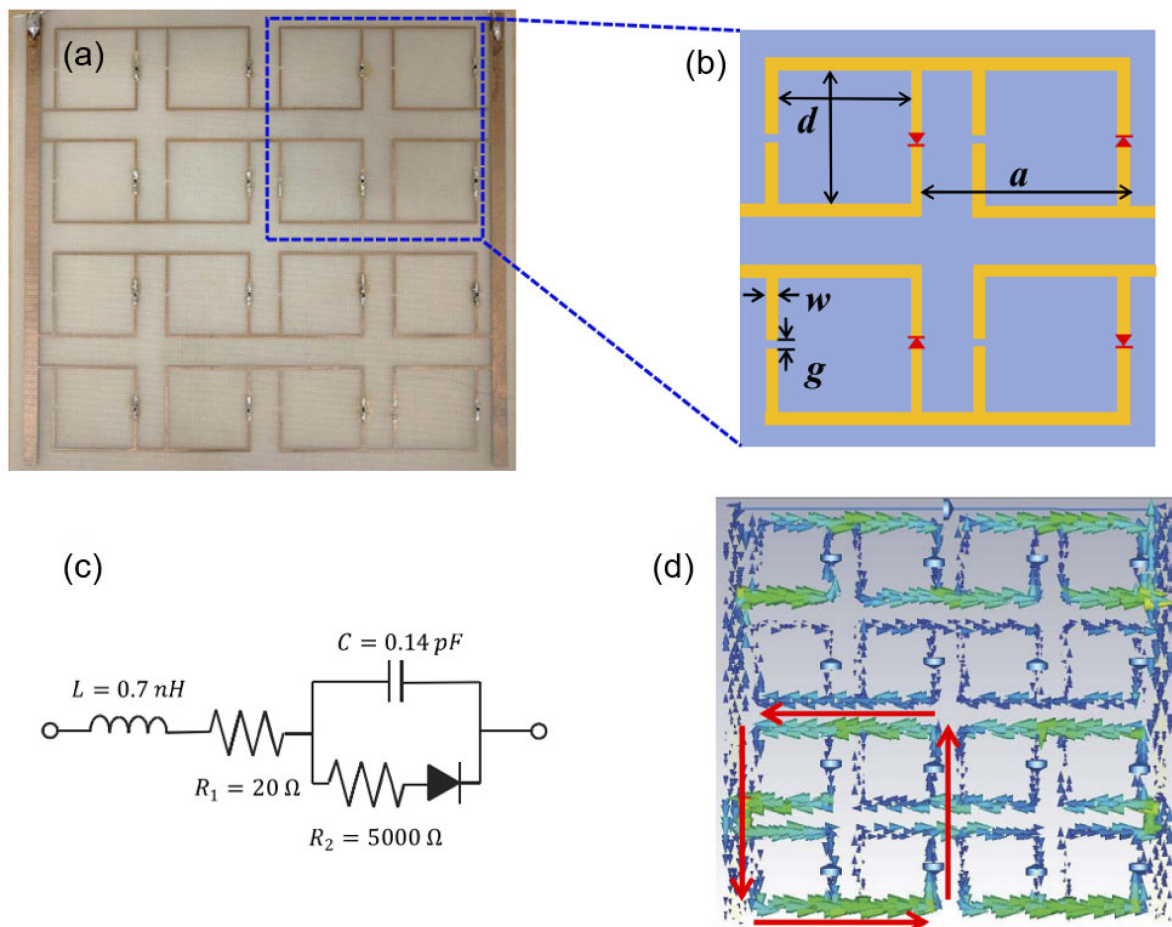 (a)
(b)
d
a
w
g
(c)
C = 0.14 pF
L = 0.7 nH
R₁ = 20 Ω
R₂ = 5000 Ω
(d)